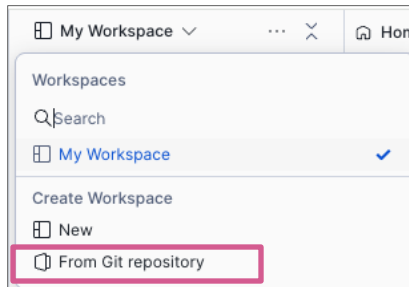 My Workspace
Hom
Workspaces
Search
My Workspace
Create Workspace
New
From Git repository